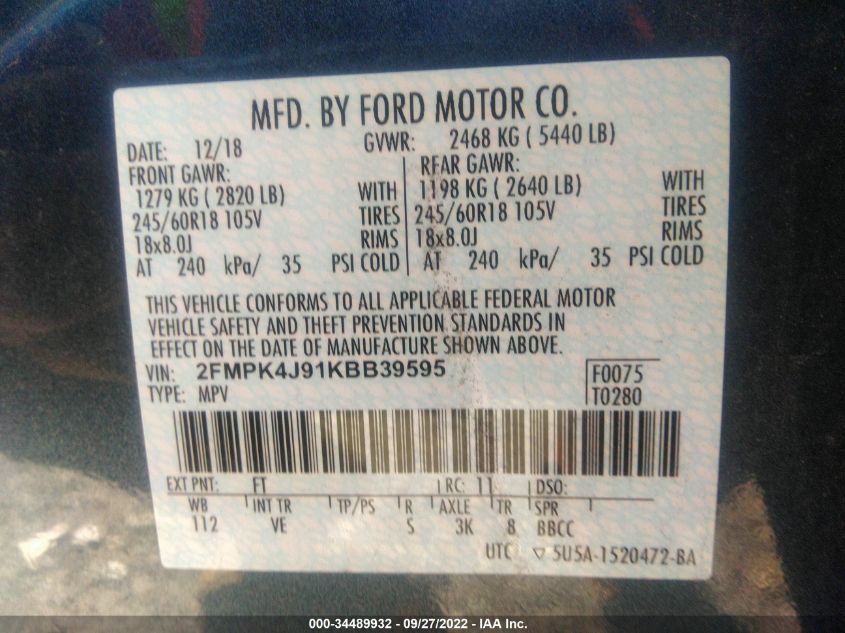 MFD. BY FORD MOTOR CO.
DATE: 12/18 GVWR: 2468 KG ( 5440 LB)
FRONT GAWR: REAR GAWR:
1279 KG ( 2820 LB) WITH 1198 KG ( 2640 LB) WITH
245/60R18 105V TIRES 245/60R18 105V TIRES
18x8.0J RIMS 18x8.0J RIMS
AT 240 kPa/ 35 PSI COLD AT 240 kPa/ 35 PSI COLD
THIS VEHICLE CONFORMS TO ALL APPLICABLE FEDERAL MOTOR
VEHICLE SAFETY AND THEFT PREVENTION STANDARDS IN
EFFECT ON THE DATE OF MANUFACTURE SHOWN ABOVE.
VIN: 2FMPK4J91KBB39595 F0075
TYPE: MPV T0280
EXT PNT: FT RC: 11 DSO:
WB INT TR TP/PS R AXLE TR SPR
112 VE S 3K 8 BBCC
UTC ▽ 5U5A-1520472-BA
000-34489932 - 09/27/2022 - IAA Inc.